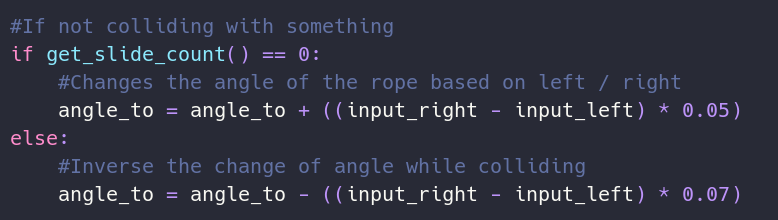 #If not colliding with something
if get_slide_count() == 0:
    #Changes the angle of the rope based on left / right
    angle_to = angle_to + ((input_right - input_left) * 0.05)
else:
    #Inverse the change of angle while colliding
    angle_to = angle_to - ((input_right - input_left) * 0.07)